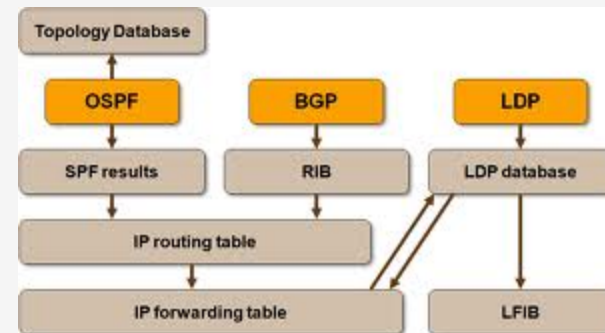 Topology Database
OSPF
BGP
LDP
SPF results
RIB
LDP database
IP routing table
IP forwarding table
LFIB